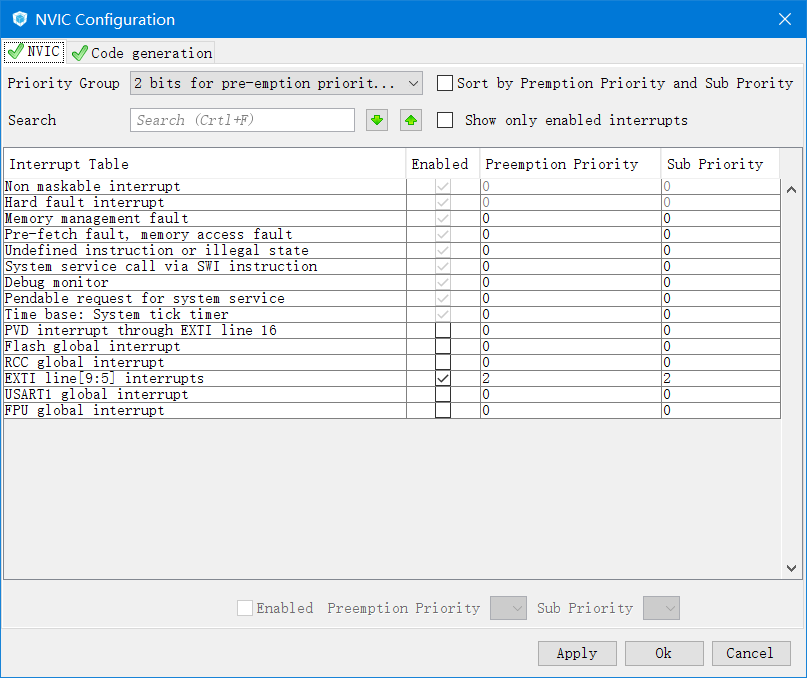 NVIC Configuration
NVIC Code generation
Priority Group 2 bits for pre-emption priorit... Sort by Premption Priority and Sub Prority
Search Search (Crtl+F) Show only enabled interrupts
Interrupt Table Enabled Preemption Priority Sub Priority
Non maskable interrupt 0 0
Hard fault interrupt 0 0
Memory management fault 0 0
Pre-fetch fault, memory access fault 0 0
Undefined instruction or illegal state 0 0
System service call via SWI instruction 0 0
Debug monitor 0 0
Pendable request for system service 0 0
Time base: System tick timer 0 0
PVD interrupt through EXTI line 16 0 0
Flash global interrupt 0 0
RCC global interrupt 0 0
EXTI line[9:5] interrupts 2 2
USART1 global interrupt 0 0
FPU global interrupt 0 0
Enabled Preemption Priority Sub Priority
Apply Ok Cancel